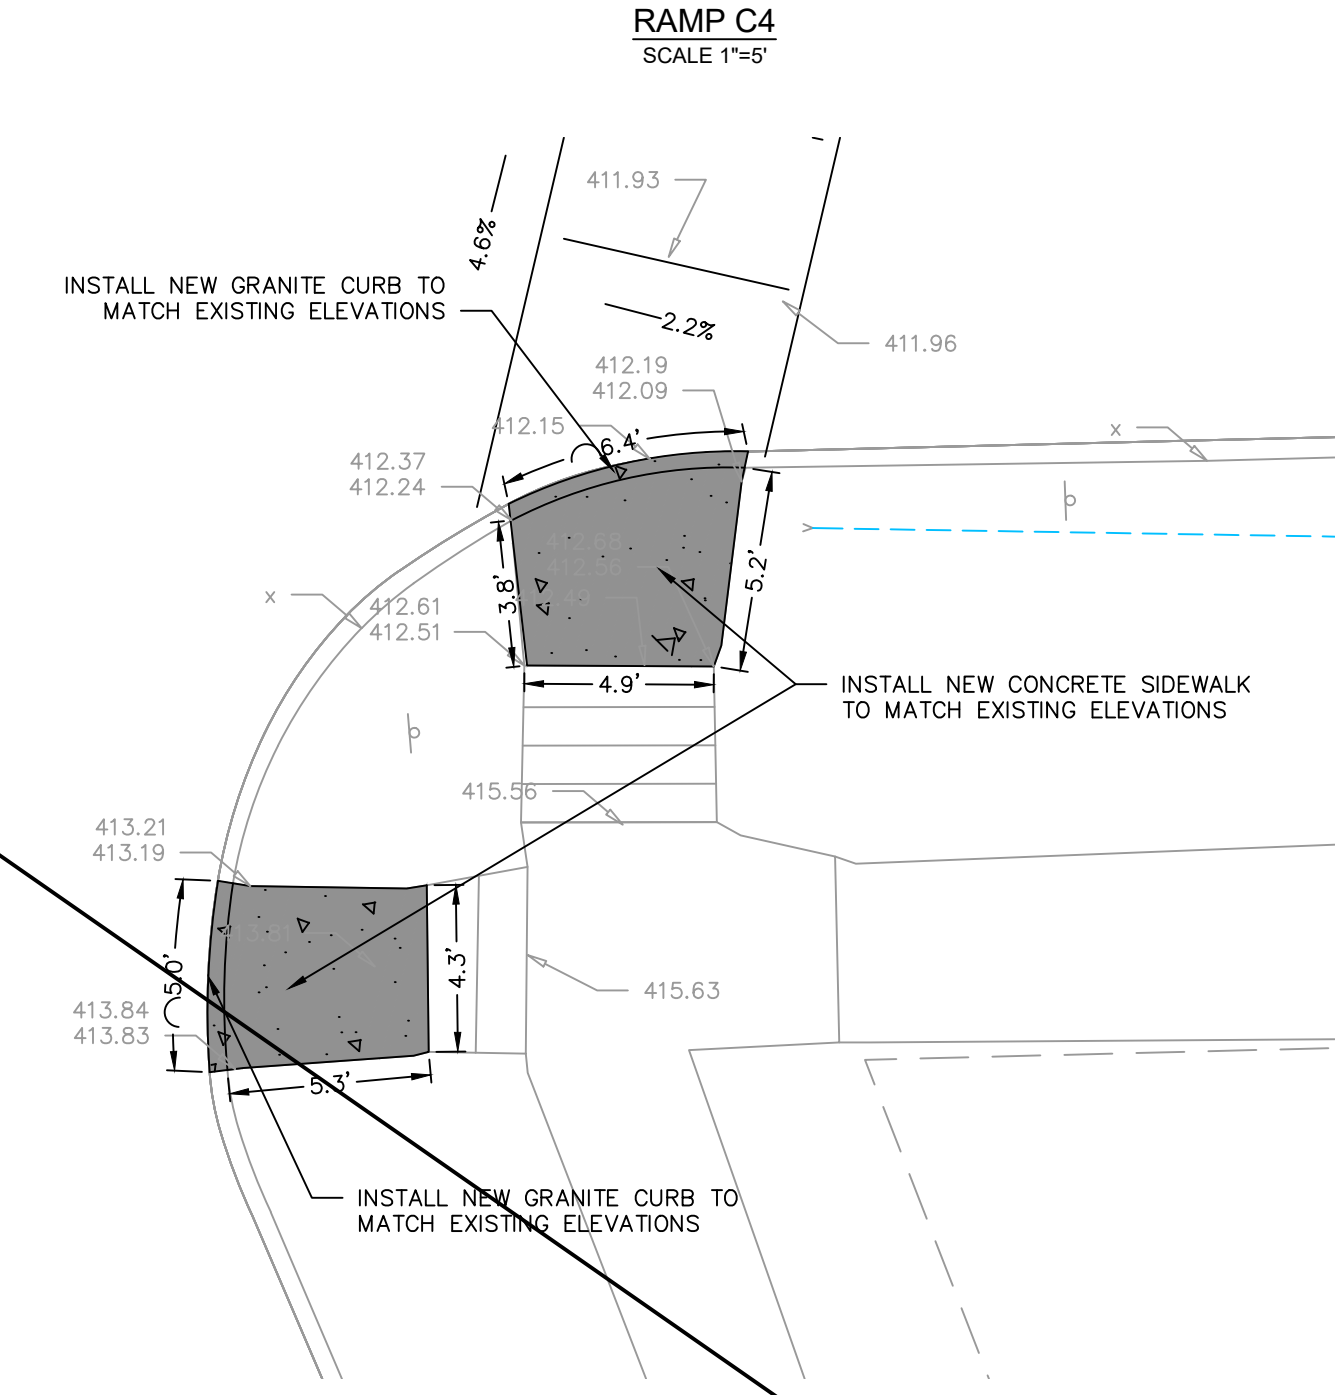 RAMP C4
SCALE 1"=5'
411.93
4.6%
INSTALL NEW GRANITE CURB TO
MATCH EXISTING ELEVATIONS
2.2%
411.96
412.19
412.09
412.15
6.4'
x
412.37
412.24
412.68
412.56
412.49
3.8'
5.2'
x
412.61
412.51
4.9'
INSTALL NEW CONCRETE SIDEWALK
TO MATCH EXISTING ELEVATIONS
415.56
413.21
413.19
413.81
5.0'
4.3'
415.63
413.84
413.83
5.3'
INSTALL NEW GRANITE CURB TO
MATCH EXISTING ELEVATIONS